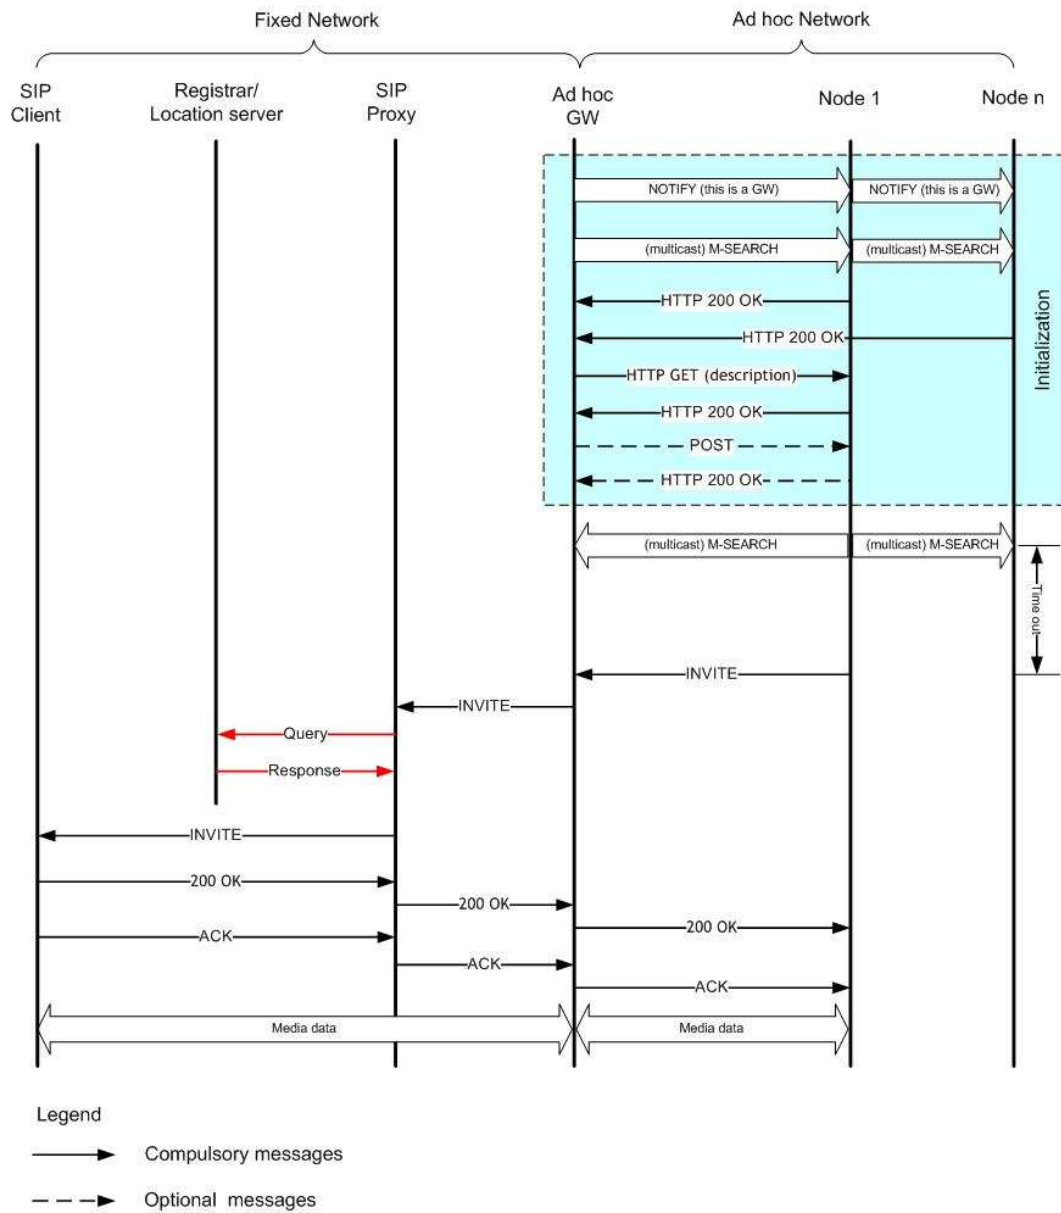 Fixed Network
Ad hoc Network
SIP
Client
Registrar/
Location server
SIP
Proxy
Ad hoc
GW
Node 1
Node n
NOTIFY (this is a GW)
NOTIFY (this is a GW)
(multicast) M-SEARCH
(multicast) M-SEARCH
HTTP 200 OK
HTTP 200 OK
HTTP GET (description)
HTTP 200 OK
POST
HTTP 200 OK
Initialization
(multicast) M-SEARCH
(multicast) M-SEARCH
Time out
INVITE
INVITE
Query
Response
INVITE
200 OK
200 OK
200 OK
ACK
ACK
ACK
Media data
Media data
Legend
Compulsory messages
Optional messages